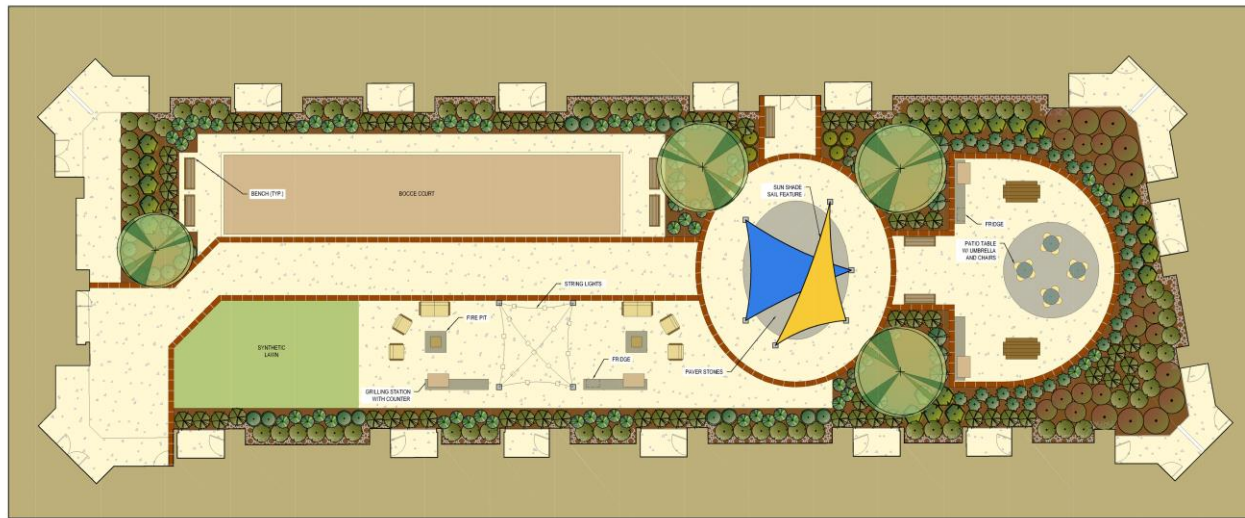 BENCH (TYP.)
BOCCE COURT
SUN SHADE
SAIL FEATURE
FRIDGE
PATIO TABLE
W/ UMBRELLA
AND CHAIRS
STRING LIGHTS
FIRE PIT
SYNTHETIC
LAWN
FRIDGE
PAVER STONES
GRILLING STATION
WITH COUNTER